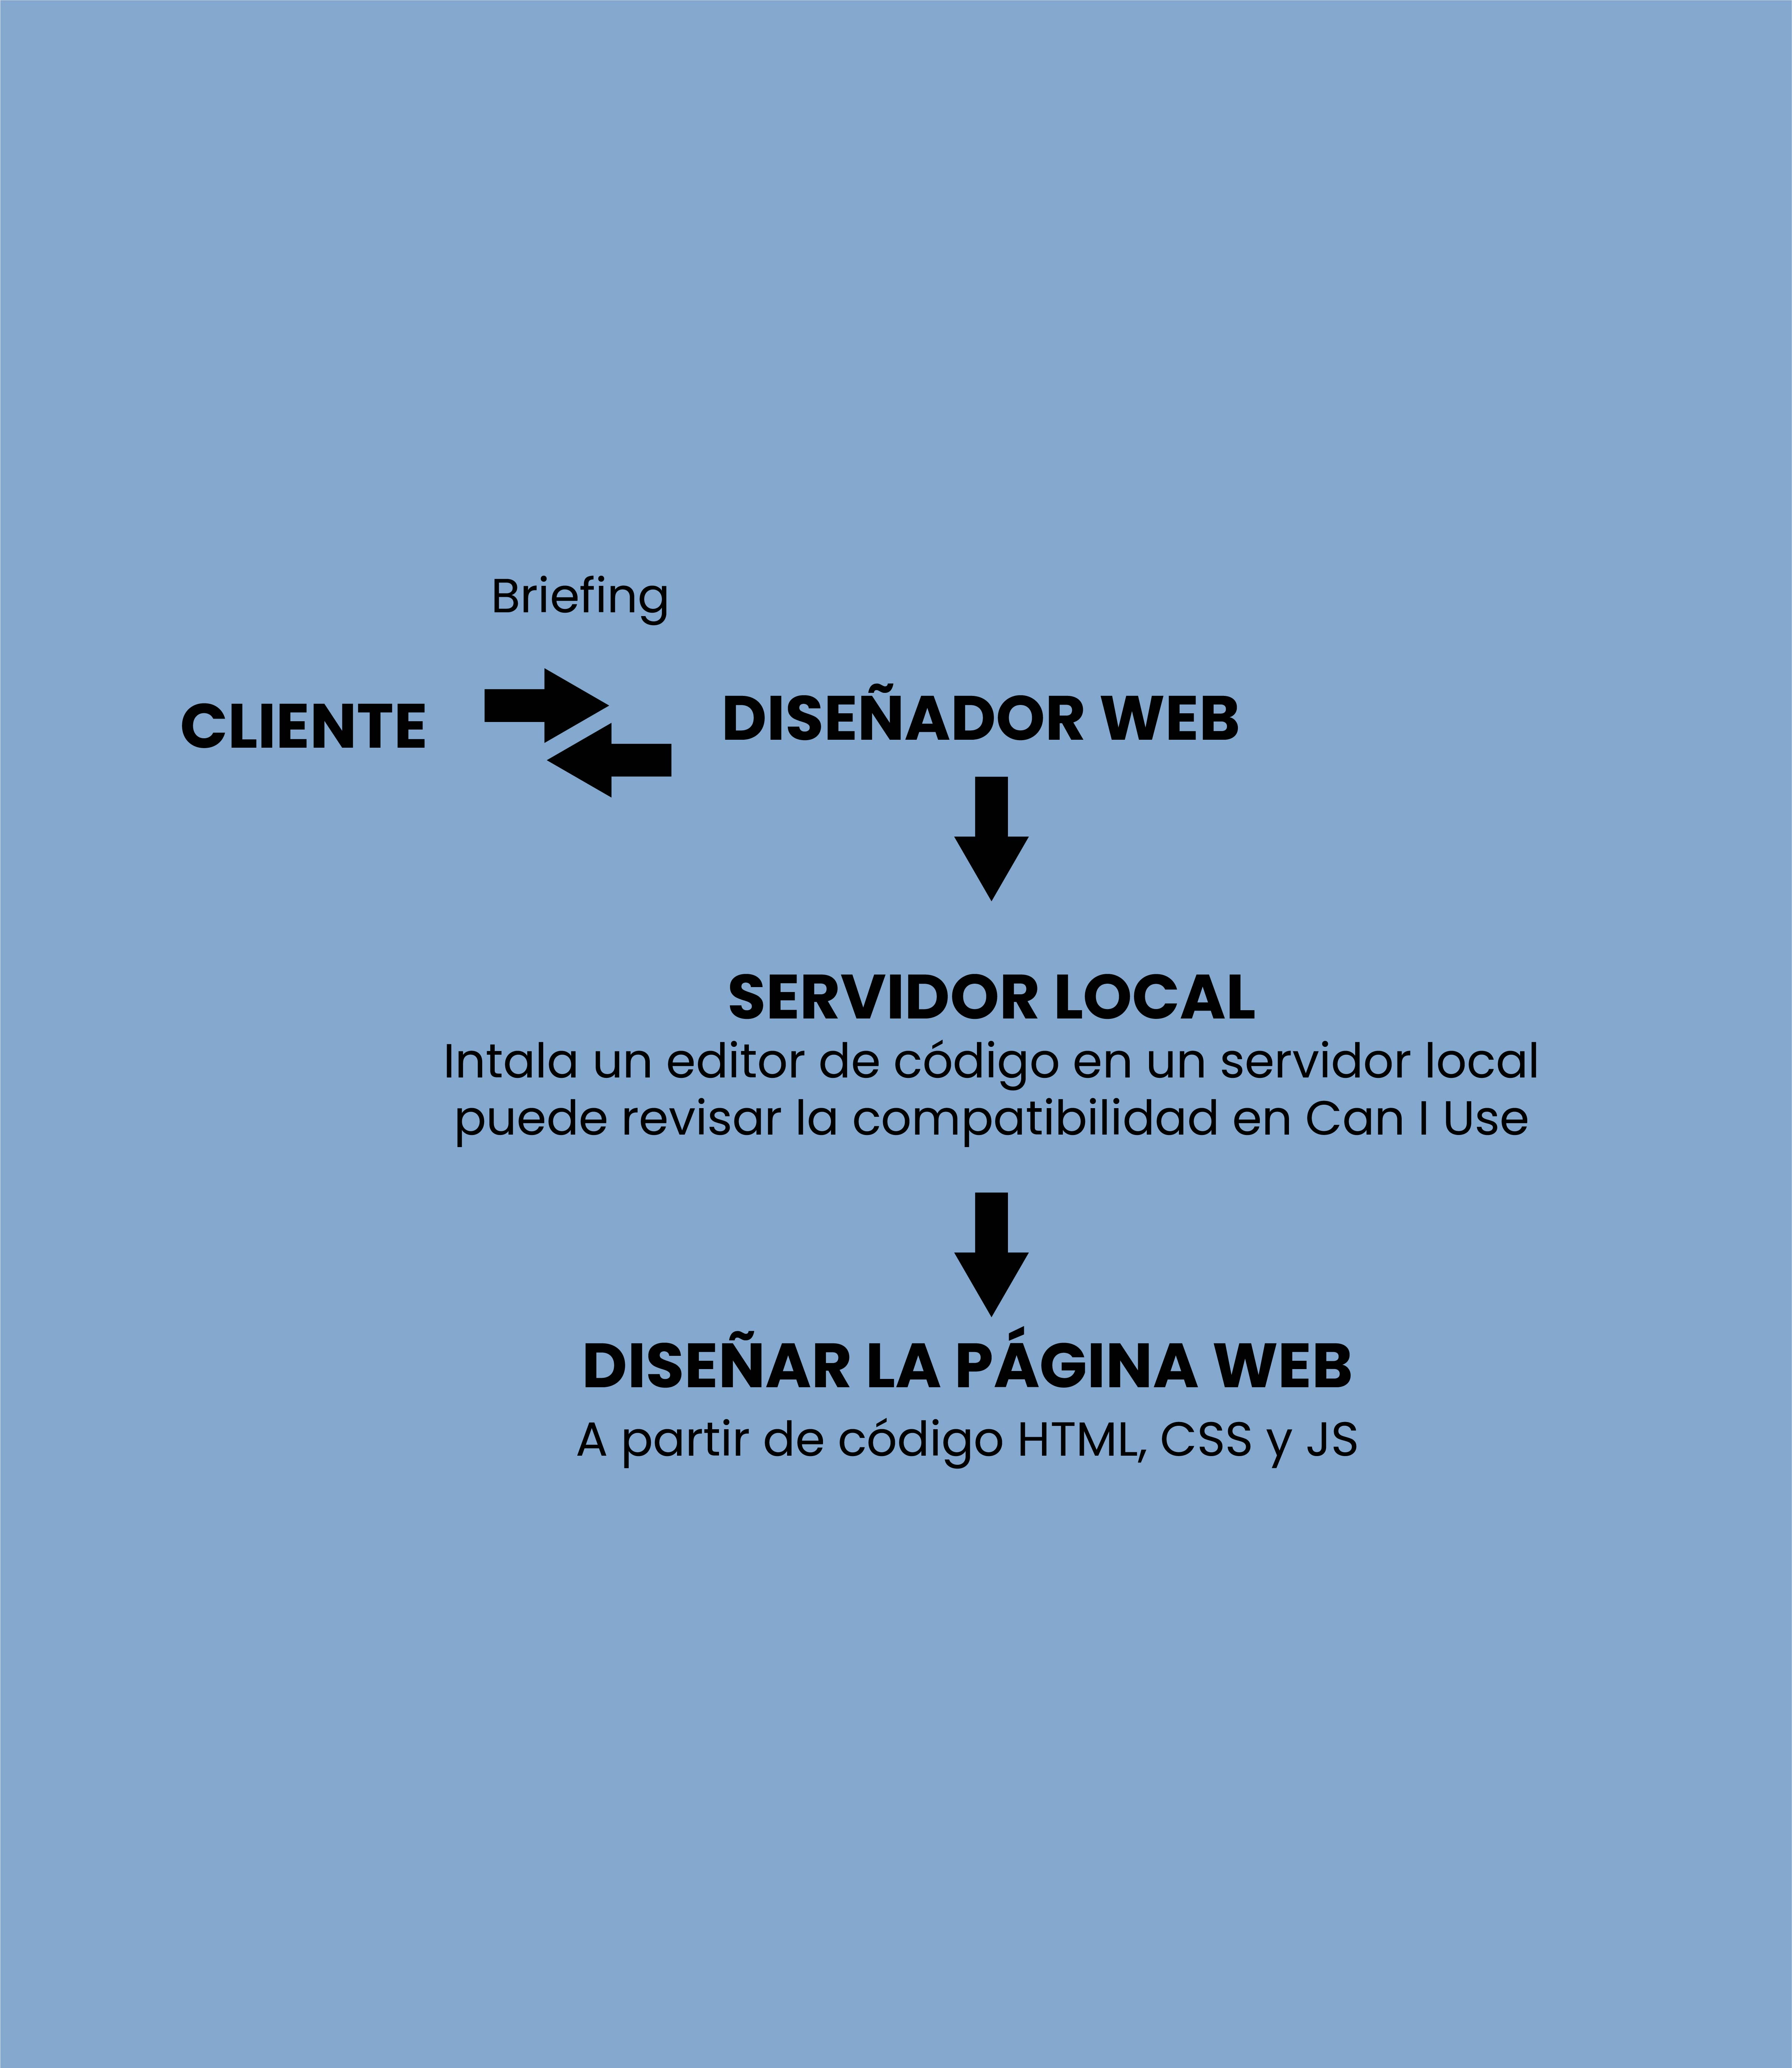 Briefing
CLIENTE
DISEÑADOR WEB
SERVIDOR LOCAL
Intala un editor de código en un servidor local
puede revisar la compatibilidad en Can I Use
DISEÑAR LA PÁGINA WEB
A partir de código HTML, CSS y JS